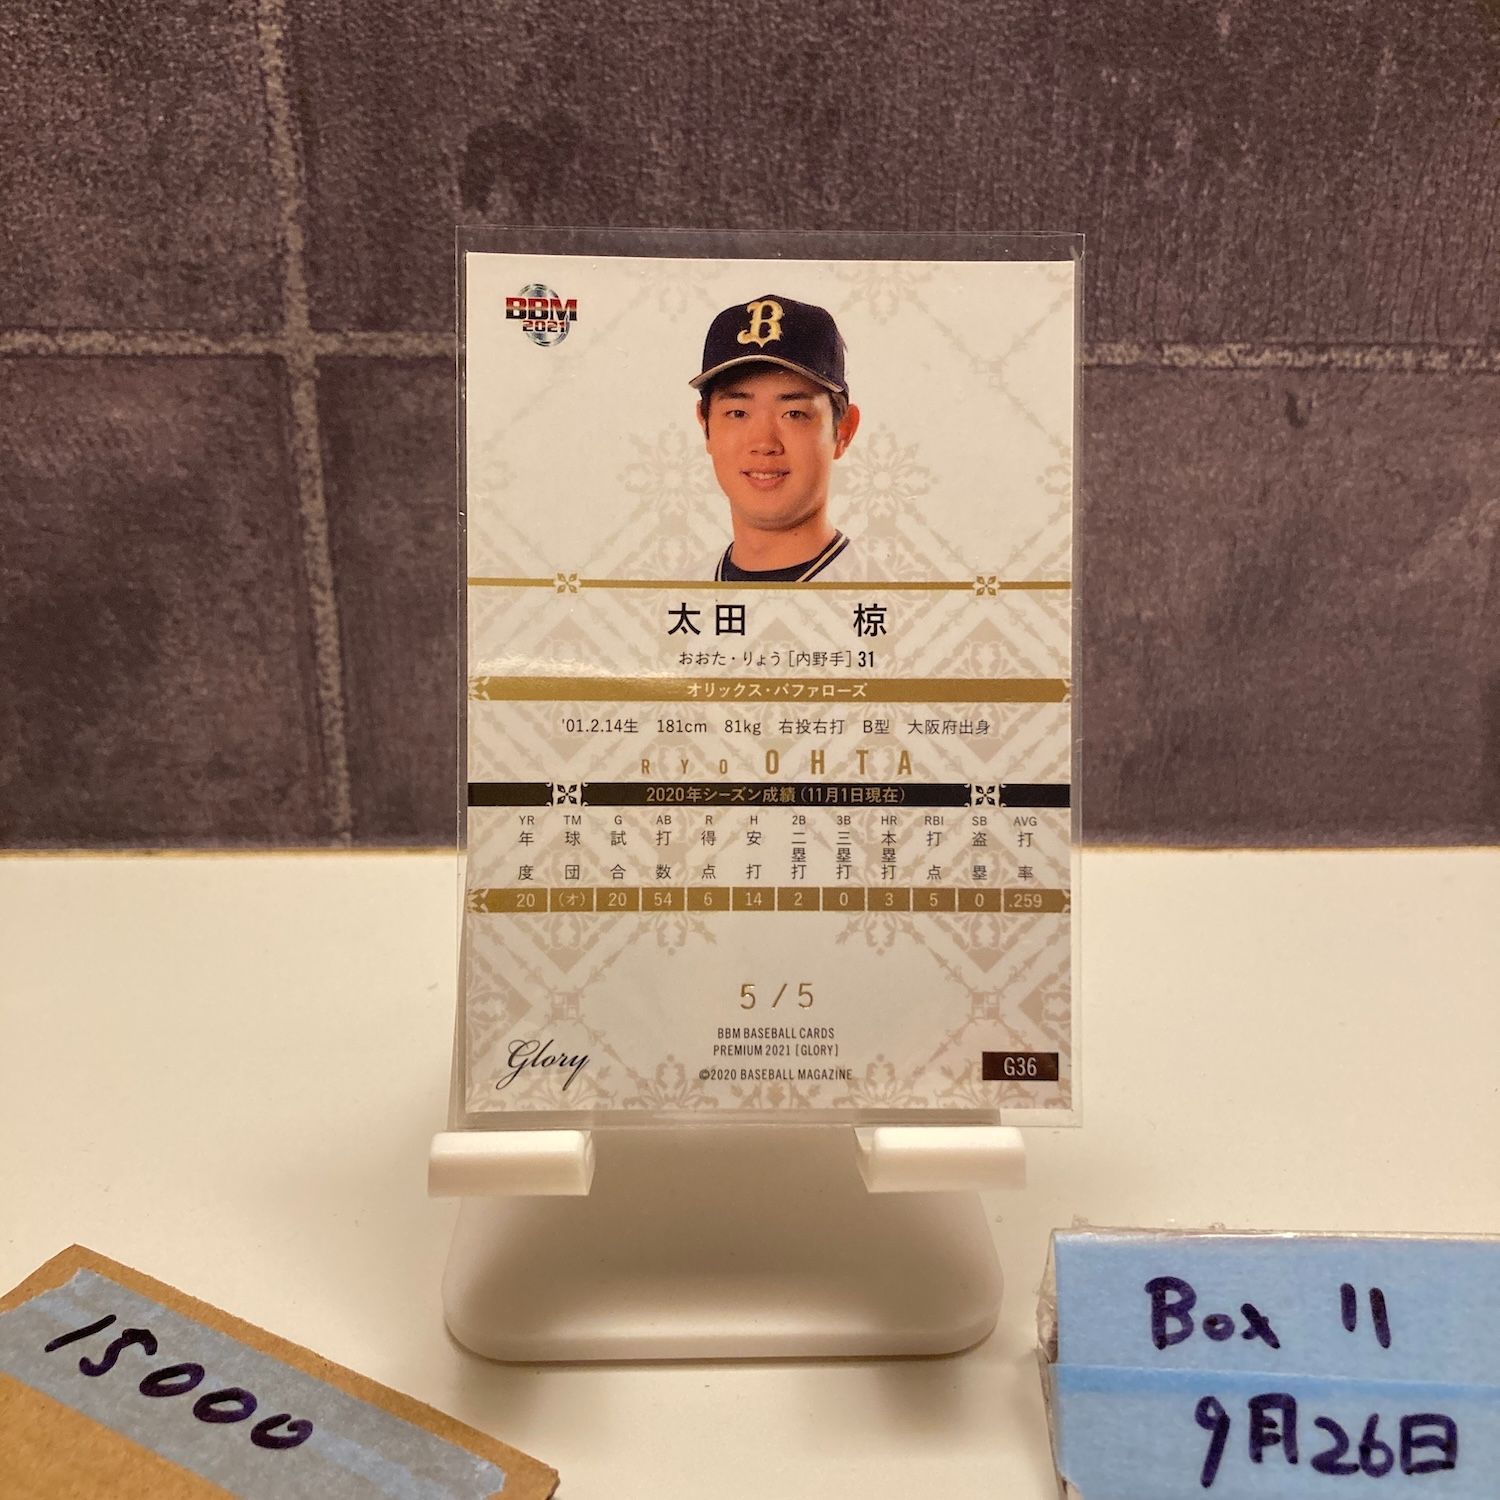 BBM
2021
B
太田 椋
おおた・りょう[内野手]31
オリックス・バファローズ
'01.2.14生 181cm 81kg 右投右打 B型 大阪府出身
RYO OHTA
2020年シーズン成績(11月1日現在)
YR TM G AB R H 2B 3B HR RBI SB AVG
年度 球団 試合 打数 得点 安打 二塁打 三塁打 本塁打 打点 盗塁 打率
20 (オ) 20 54 6 14 2 0 3 5 0 .259
5/5
BBM BASEBALL CARDS
PREMIUM 2021 [GLORY]
©2020 BASEBALL MAGAZINE
Glory
G36
15000
Box 11
9月26日